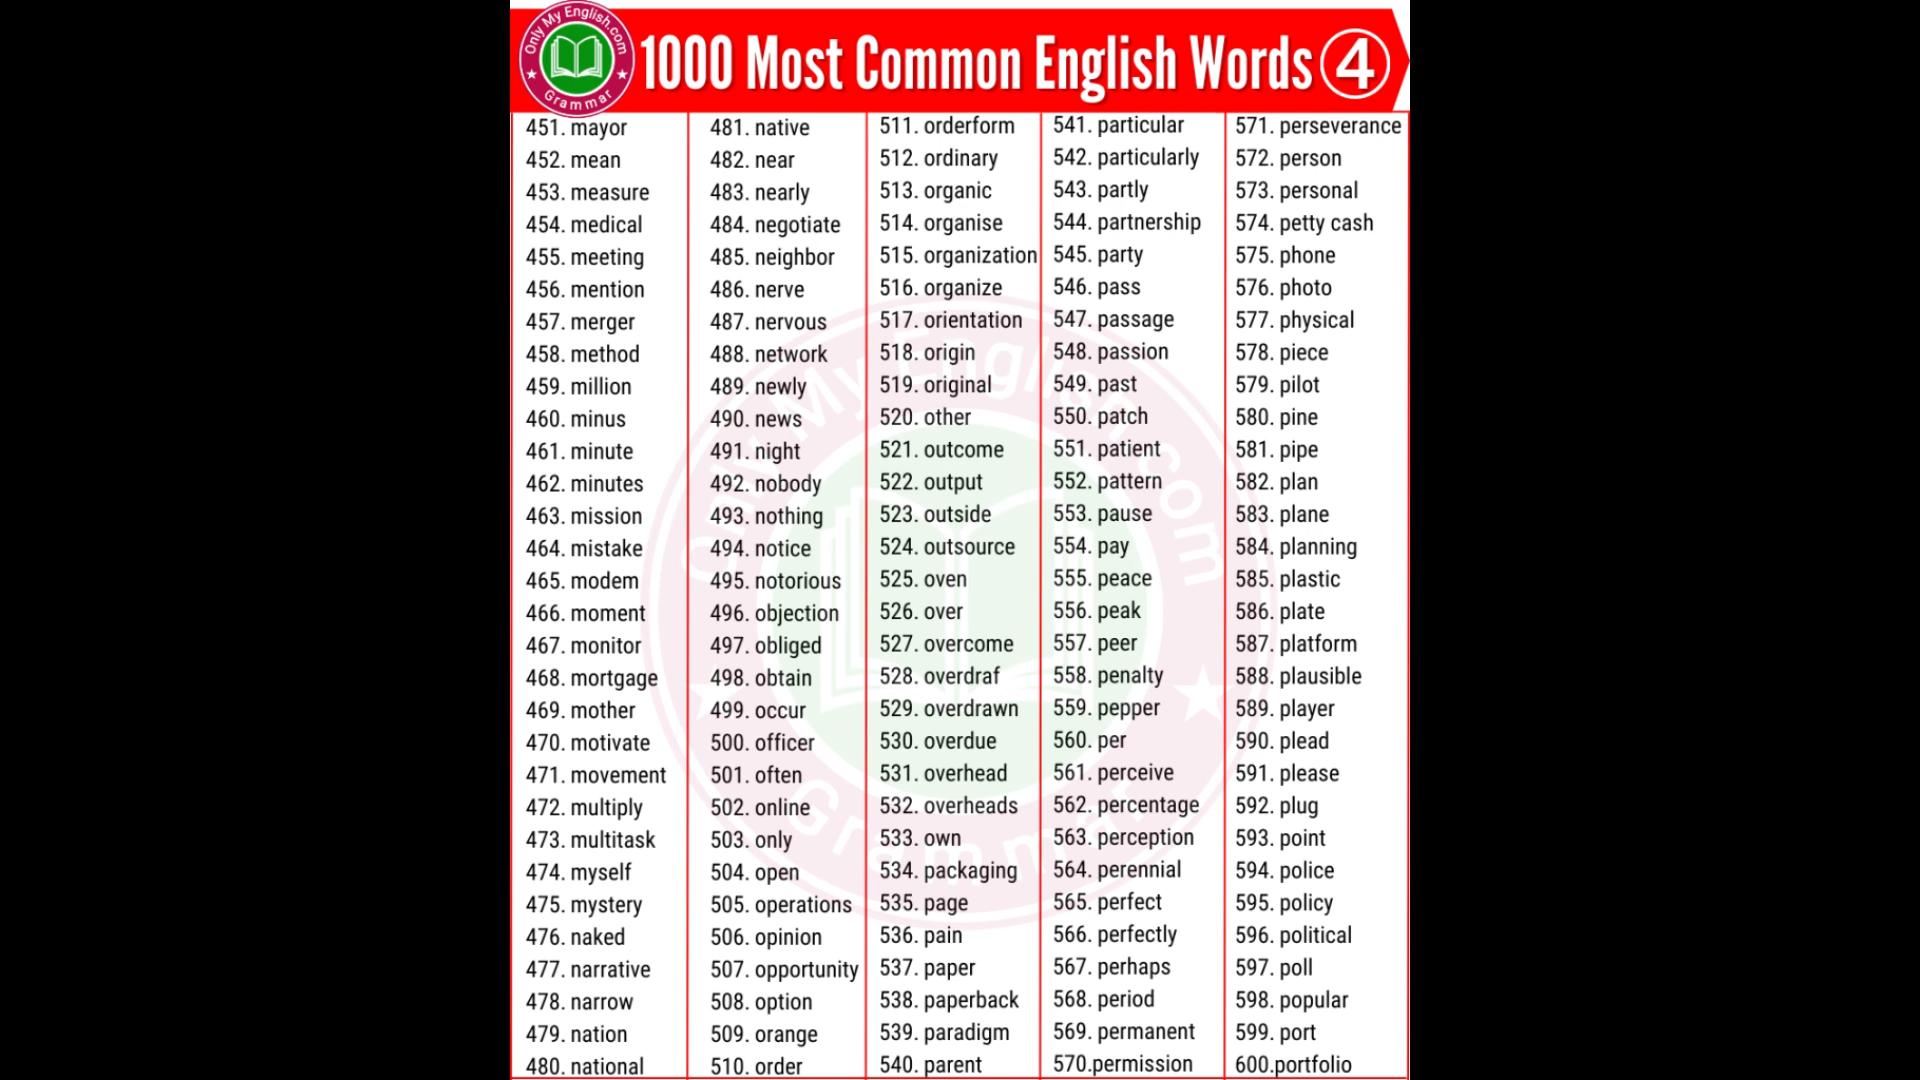 Only My English.com
Grammar
1000 Most Common English Words 4
451. mayor
452. mean
453. measure
454. medical
455. meeting
456. mention
457. merger
458. method
459. million
460. minus
461. minute
462. minutes
463. mission
464. mistake
465. modem
466. moment
467. monitor
468. mortgage
469. mother
470. motivate
471. movement
472. multiply
473. multitask
474. myself
475. mystery
476. naked
477. narrative
478. narrow
479. nation
480. national
481. native
482. near
483. nearly
484. negotiate
485. neighbor
486. nerve
487. nervous
488. network
489. newly
490. news
491. night
492. nobody
493. nothing
494. notice
495. notorious
496. objection
497. obliged
498. obtain
499. occur
500. officer
501. often
502. online
503. only
504. open
505. operations
506. opinion
507. opportunity
508. option
509. orange
510. order
511. orderform
512. ordinary
513. organic
514. organise
515. organization
516. organize
517. orientation
518. origin
519. original
520. other
521. outcome
522. output
523. outside
524. outsource
525. oven
526. over
527. overcome
528. overdraf
529. overdrawn
530. overdue
531. overhead
532. overheads
533. own
534. packaging
535. page
536. pain
537. paper
538. paperback
539. paradigm
540. parent
541. particular
542. particularly
543. partly
544. partnership
545. party
546. pass
547. passage
548. passion
549. past
550. patch
551. patient
552. pattern
553. pause
554. pay
555. peace
556. peak
557. peer
558. penalty
559. pepper
560. per
561. perceive
562. percentage
563. perception
564. perennial
565. perfect
566. perfectly
567. perhaps
568. period
569. permanent
570.permission
571. perseverance
572. person
573. personal
574. petty cash
575. phone
576. photo
577. physical
578. piece
579. pilot
580. pine
581. pipe
582. plan
583. plane
584. planning
585. plastic
586. plate
587. platform
588. plausible
589. player
590. plead
591. please
592. plug
593. point
594. police
595. policy
596. political
597. poll
598. popular
599. port
600.portfolio
Only My English.com
Grammar